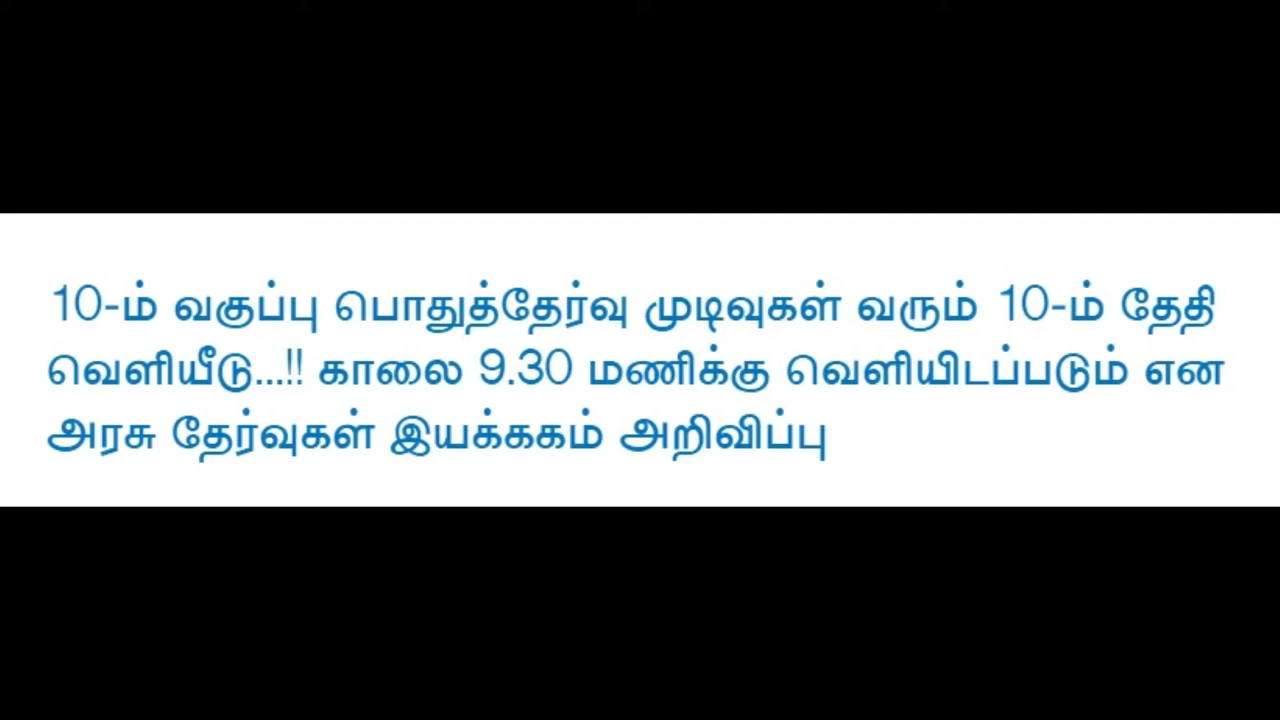 10-ம் வகுப்பு பொதுத்தேர்வு முடிவுகள் வரும் 10-ம் தேதி
வெளியீடு...!! காலை 9.30 மணிக்கு வெளியிடப்படும் என
அரசு தேர்வுகள் இயக்ககம் அறிவிப்பு